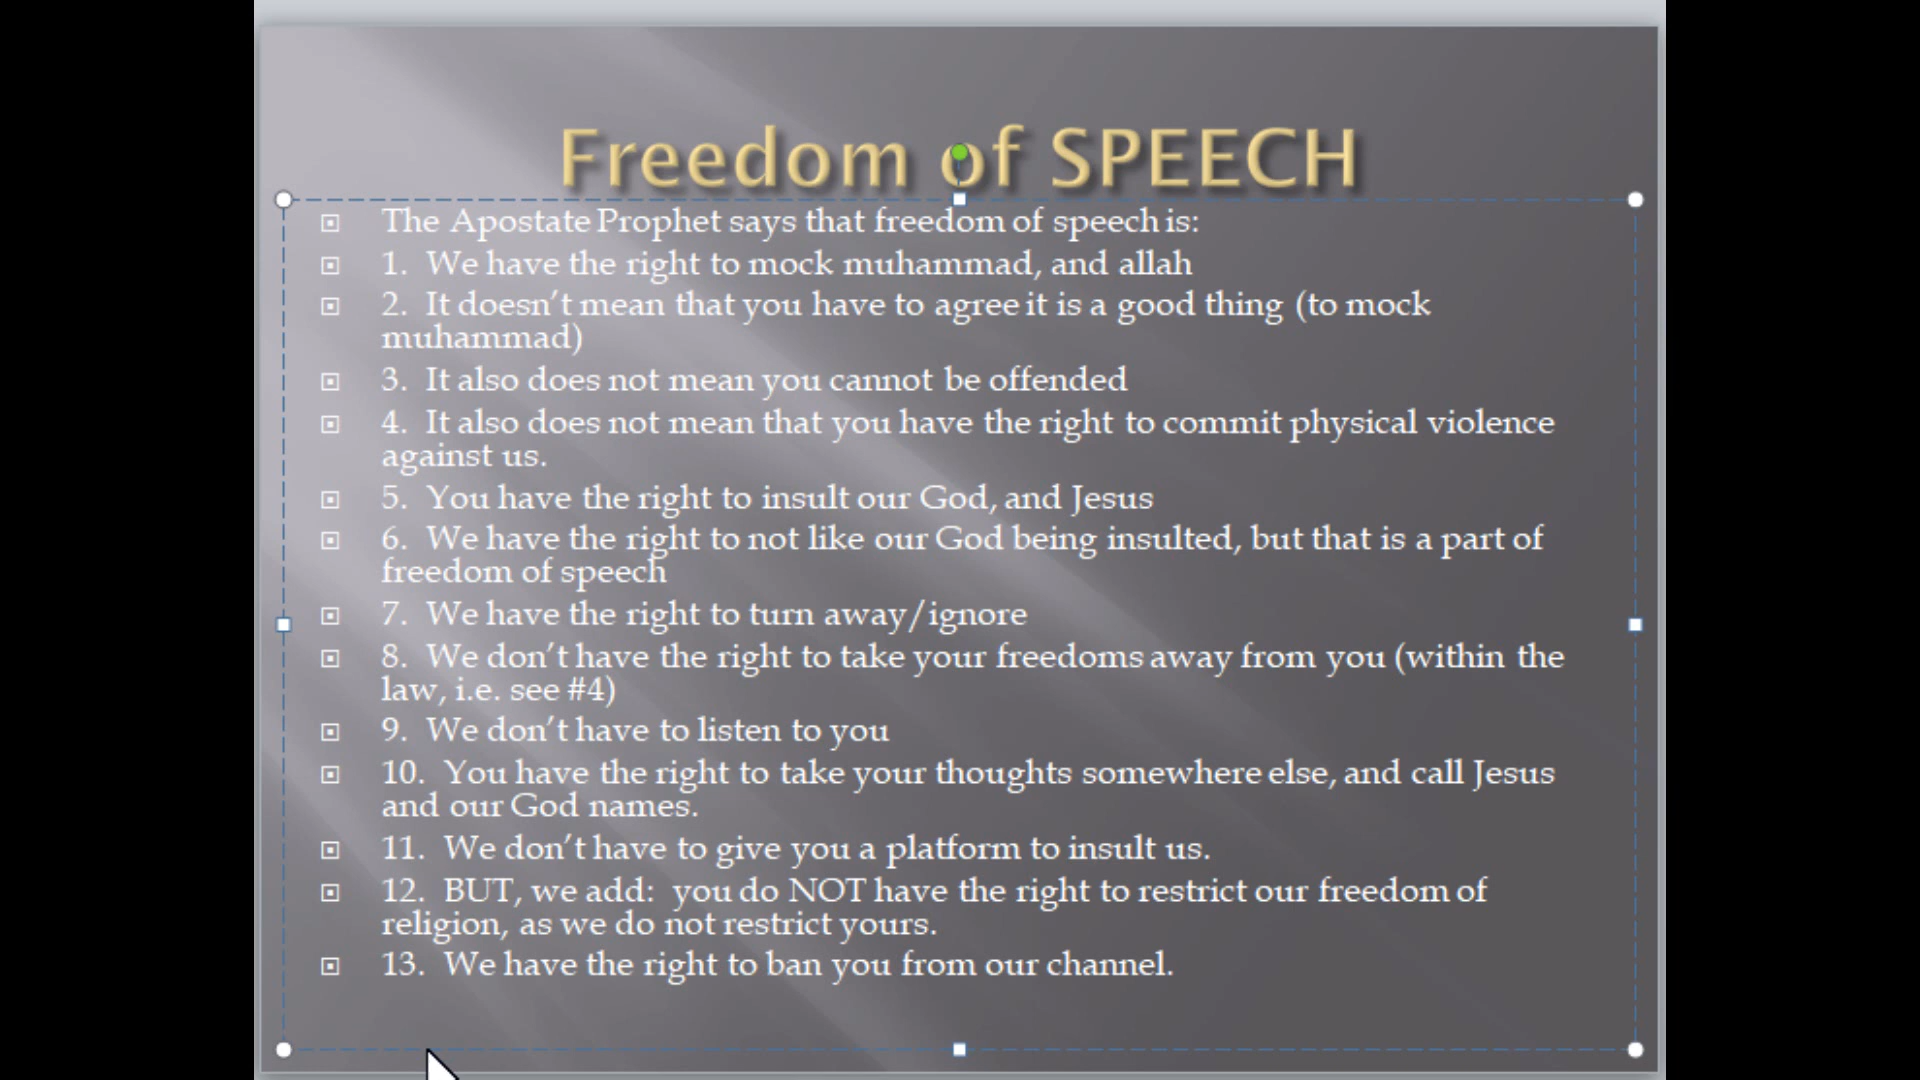 Freedom of SPEECH
The Apostate Prophet says that freedom of speech is:
1. We have the right to mock muhammad, and allah
2. It doesn't mean that you have to agree it is a good thing (to mock
muhammad)
3. It also does not mean you cannot be offended
4. It also does not mean that you have the right to commit physical violence
against us.
5. You have the right to insult our God, and Jesus
6. We have the right to not like our God being insulted, but that is a part of
freedom of speech
7. We have the right to turn away/ignore
8. We don't have the right to take your freedoms away from you (within the
law, i.e. see #4)
9. We don't have to listen to you
10. You have the right to take your thoughts somewhere else, and call Jesus
and our God names.
11. We don't have to give you a platform to insult us.
12. BUT, we add: you do NOT have the right to restrict our freedom of
religion, as we do not restrict yours.
13. We have the right to ban you from our channel.